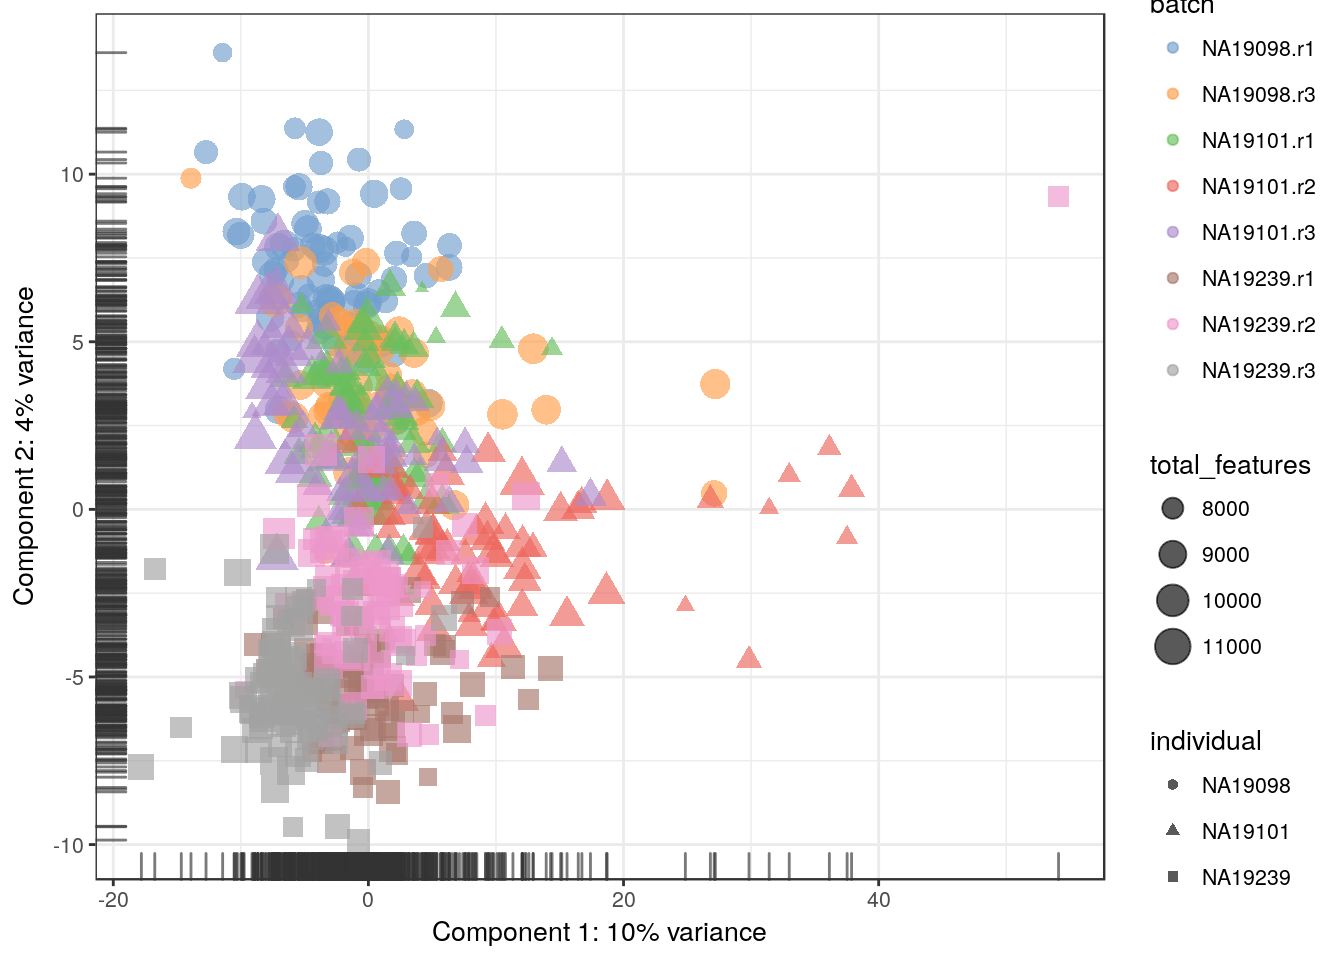 batch
NA19098.r1
NA19098.r3
NA19101.r1
NA19101.r2
NA19101.r3
NA19239.r1
NA19239.r2
NA19239.r3
total_features
8000
9000
10000
11000
individual
NA19098
NA19101
NA19239
Component 2: 4% variance
10
5
0
-5
-10
-20
0
20
40
Component 1: 10% variance